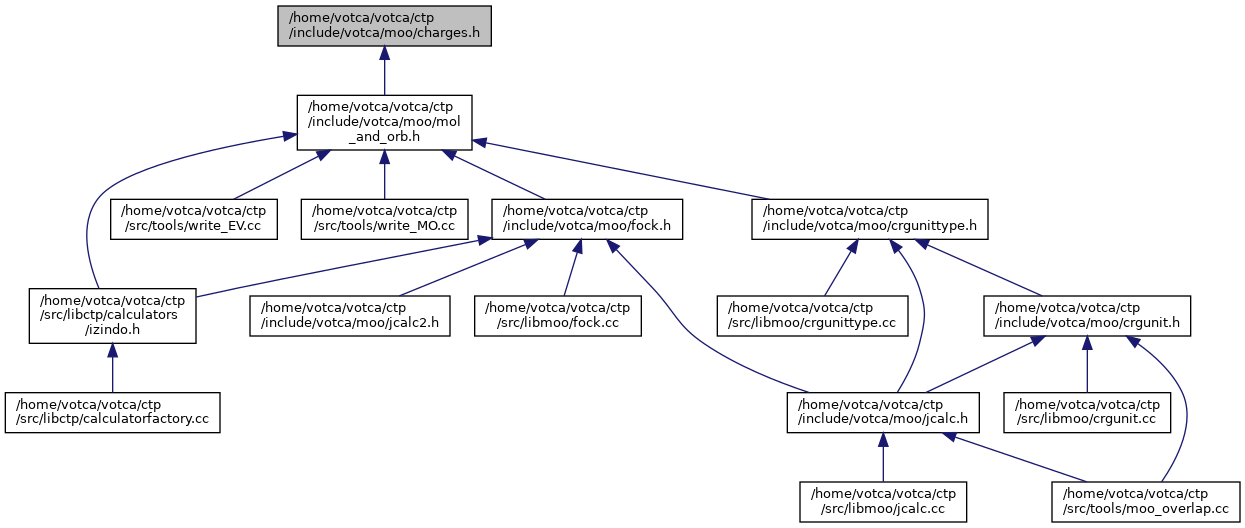 /home/votca/votca/ctp
/include/votca/moo/charges.h
/home/votca/votca/ctp
/include/votca/moo/mol
_and_orb.h
/home/votca/votca/ctp
/src/tools/write_EV.cc
/home/votca/votca/ctp
/src/tools/write_MO.cc
/home/votca/votca/ctp
/include/votca/moo/fock.h
/home/votca/votca/ctp
/include/votca/moo/crgunittype.h
/home/votca/votca/ctp
/src/libctp/calculators
/izindo.h
/home/votca/votca/ctp
/include/votca/moo/jcalc2.h
/home/votca/votca/ctp
/src/libmoo/fock.cc
/home/votca/votca/ctp
/src/libmoo/crgunittype.cc
/home/votca/votca/ctp
/include/votca/moo/crgunit.h
/home/votca/votca/ctp
/src/libctp/calculatorfactory.cc
/home/votca/votca/ctp
/include/votca/moo/jcalc.h
/home/votca/votca/ctp
/src/libmoo/crgunit.cc
/home/votca/votca/ctp
/src/libmoo/jcalc.cc
/home/votca/votca/ctp
/src/tools/moo_overlap.cc